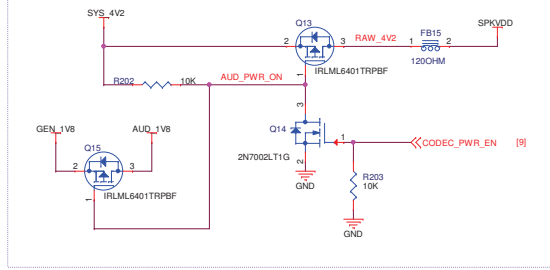 SYS_4V2
Q13
2
3
RAW_4V2
FB15
1
2
SPKVDD
120OHM
1
IRLML6401TRPBF
R202
10K
AUD_PWR_ON
3
Q14
1
CODEC_PWR_EN
[9]
2N7002LT1G
2
GND
R203
10K
GND
GEN_1V8
AUD_1V8
Q15
2
3
IRLML6401TRPBF
1